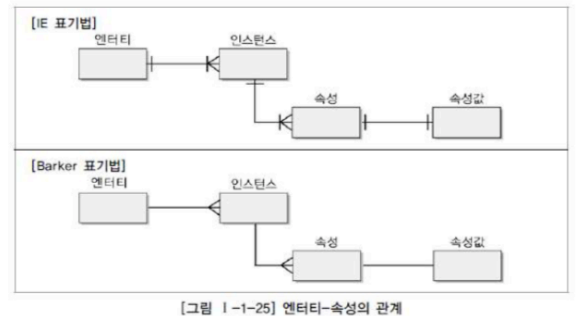 [IE 표기법]
엔터티 인스턴스
속성 속성값
[Barker 표기법]
엔터티 인스턴스
속성 속성값
[그림 Ⅰ-1-25] 엔터티-속성의 관계